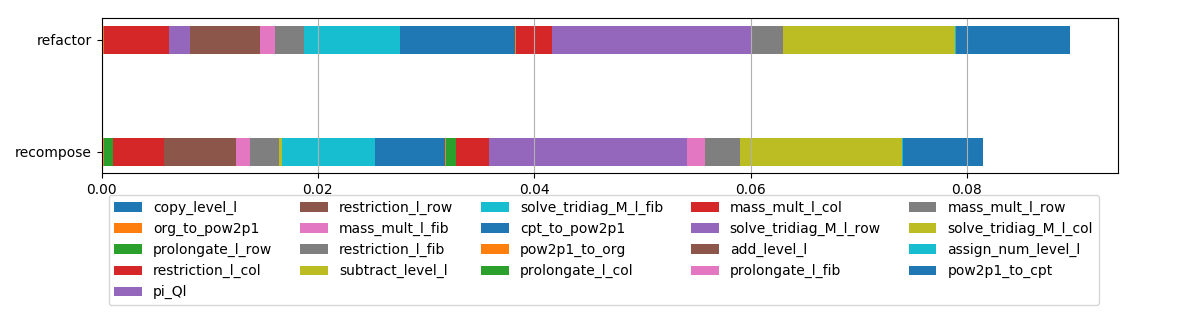 refactor
recompose
0.00 0.02 0.04 0.06 0.08
copy_level_l restriction_l_row solve_tridiag_M_l_fib mass_mult_l_col mass_mult_l_row
org_to_pow2p1 mass_mult_l_fib cpt_to_pow2p1 solve_tridiag_M_l_row solve_tridiag_M_l_col
prolongate_l_row restriction_l_fib pow2p1_to_org add_level_l assign_num_level_l
restriction_l_col subtract_level_l prolongate_l_col prolongate_l_fib pow2p1_to_cpt
pi_Ql